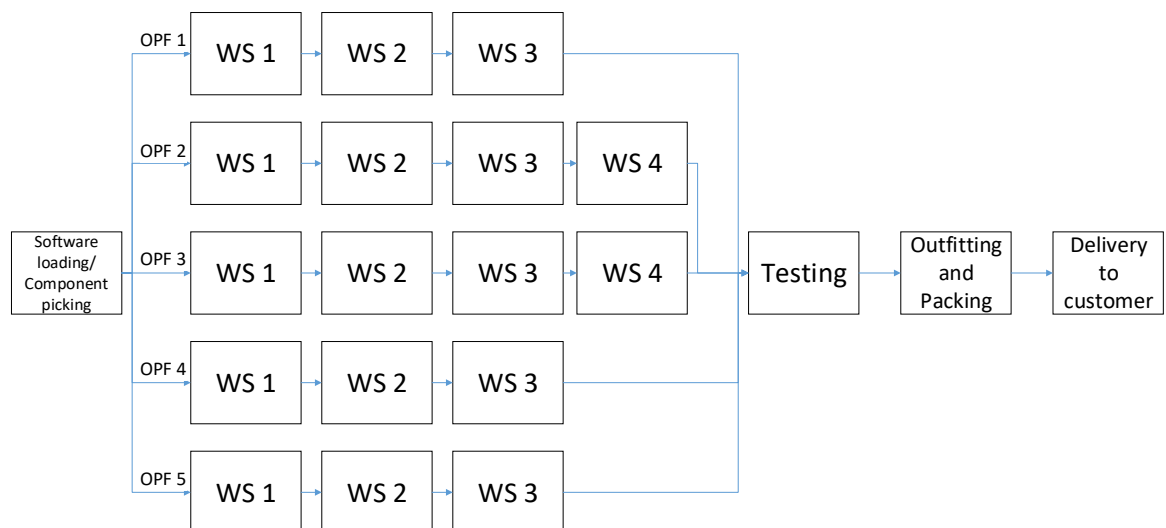 OPF 1
WS 1
WS 2
WS 3
OPF 2
WS 1
WS 2
WS 3
WS 4
Software
loading/
Component
picking
OPF 3
WS 1
WS 2
WS 3
WS 4
Testing
Outfitting
and
Packing
Delivery
to
customer
OPF 4
WS 1
WS 2
WS 3
OPF 5
WS 1
WS 2
WS 3